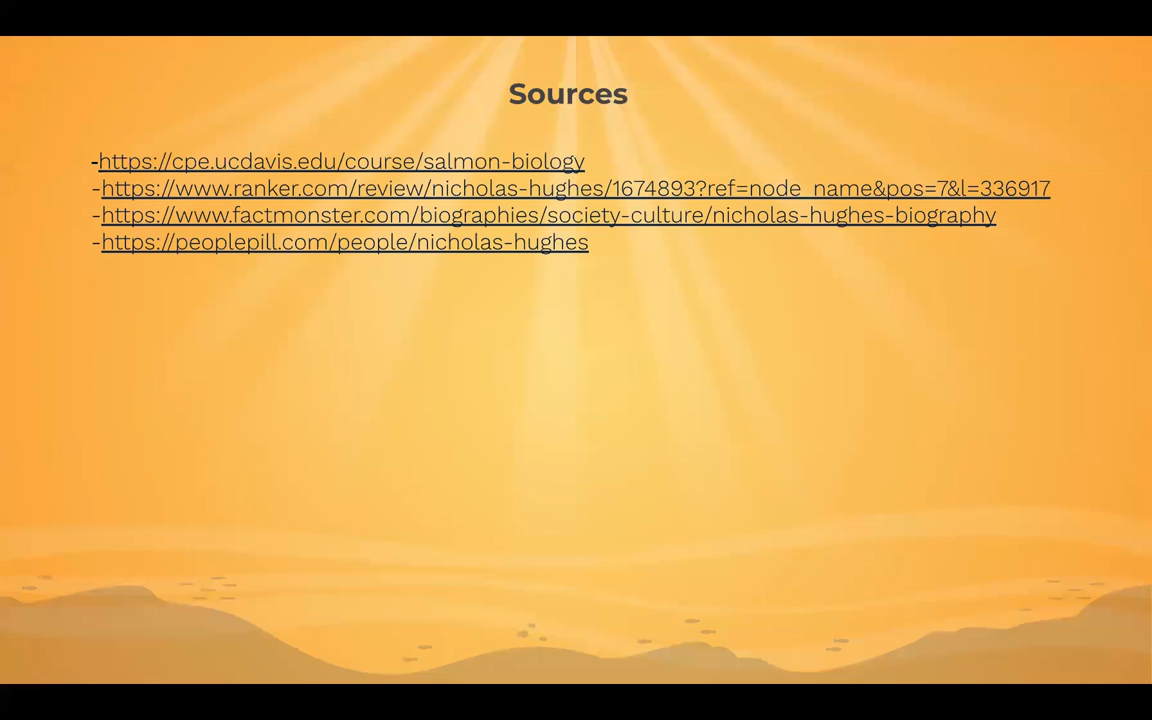 Sources
-https://cpe.ucdavis.edu/course/salmon-biology
-https://www.ranker.com/review/nicholas-hughes/1674893?ref=node_name&pos=7&l=336917
-https://www.factmonster.com/biographies/society-culture/nicholas-hughes-biography
-https://peoplepill.com/people/nicholas-hughes